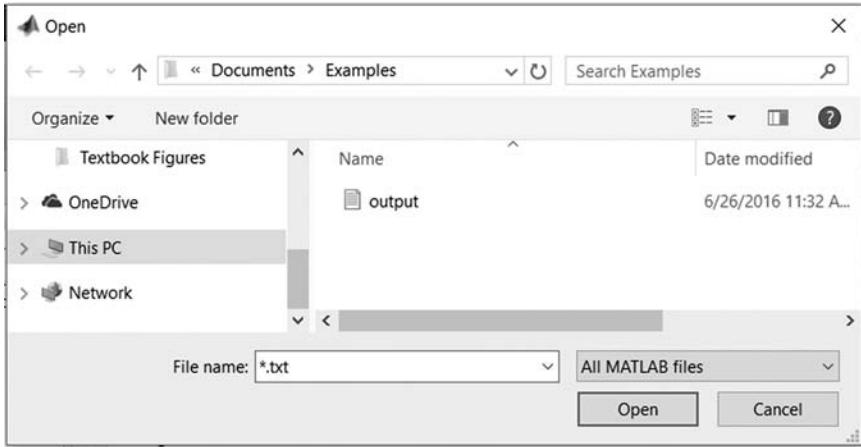 Open
« Documents > Examples
Search Examples
Organize
New folder
Textbook Figures
OneDrive
This PC
Network
Name
Date modified
output
6/26/2016 11:32 A...
File name: *.txt
All MATLAB files
Open
Cancel